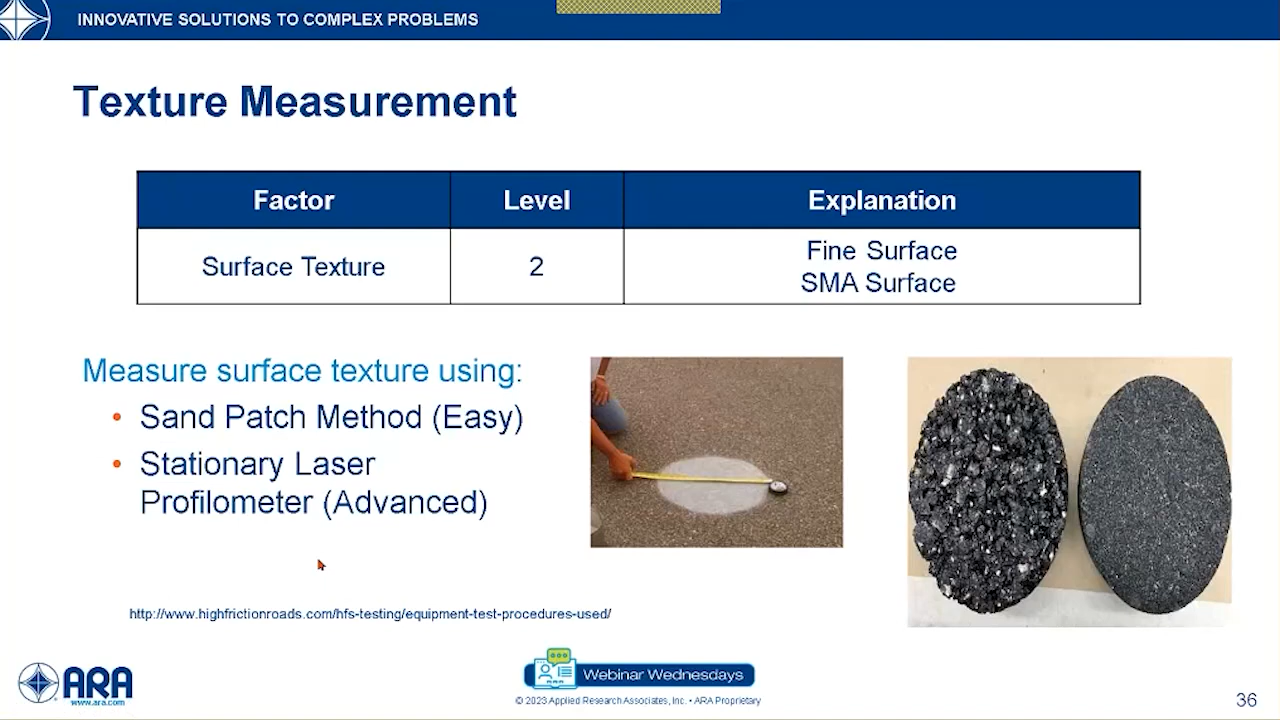 INNOVATIVE SOLUTIONS TO COMPLEX PROBLEMS
Texture Measurement
Factor
Level
Explanation
Surface Texture
2
Fine Surface
SMA Surface
Measure surface texture using:
• Sand Patch Method (Easy)
• Stationary Laser
Profilometer (Advanced)
http://www.highfrictionroads.com/hfs-testing/equipment-test-procedures-used/
ARA
www.ara.com
Webinar Wednesdays
© 2023 Applied Research Associates, Inc. • ARA Proprietary
36